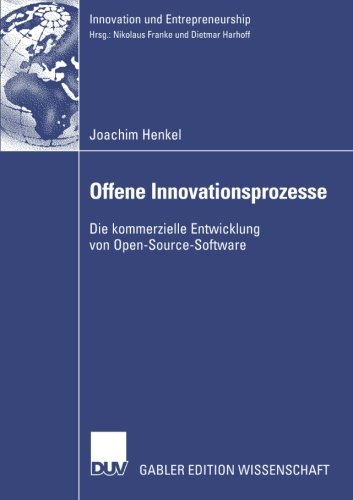 Innovation und Entrepreneurship
Hrsg.: Nikolaus Franke und Dietmar Harhoff
Joachim Henkel
Offene Innovationsprozesse
Die kommerzielle Entwicklung
von Open-Source-Software
DUV
GABLER EDITION WISSENSCHAFT